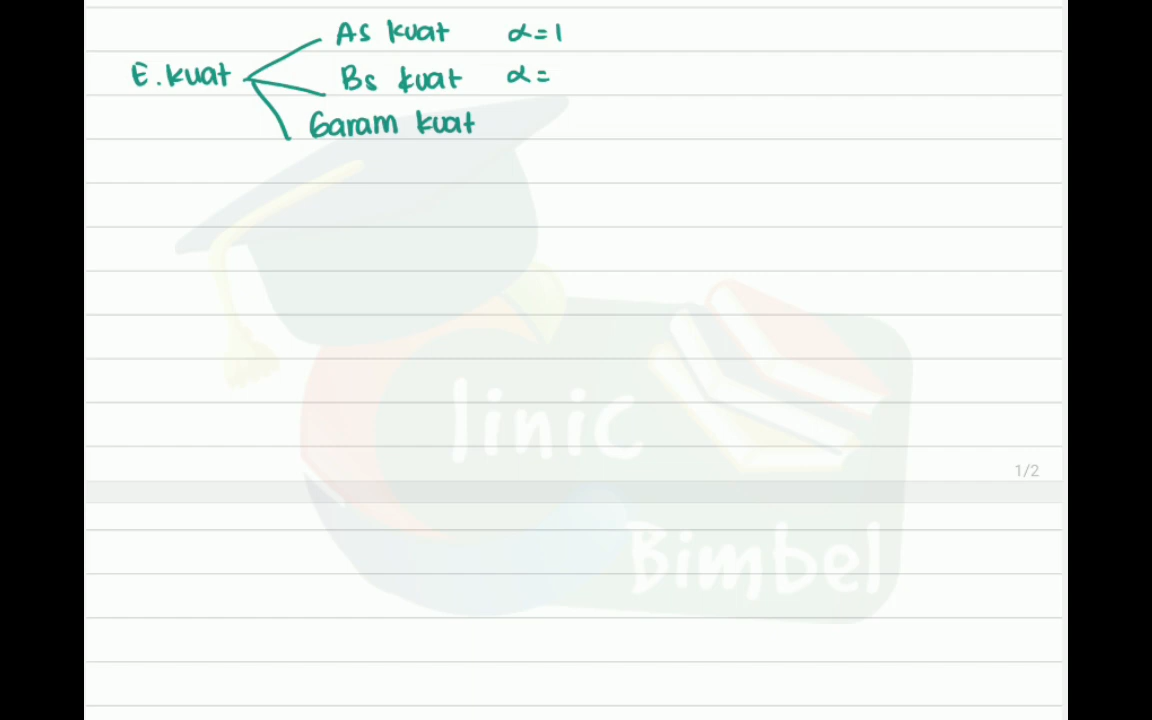 As kuat α=1
E. kuat Bs kuat α=
Garam kuat
linic
1/2
Bimbel